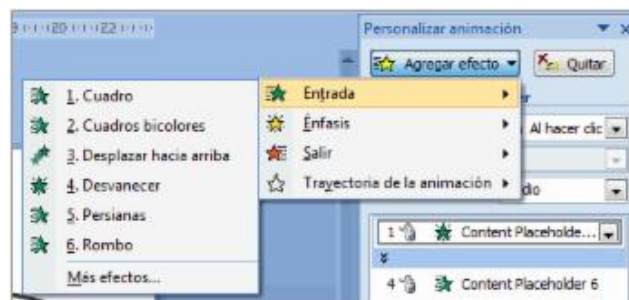 Personalizar animación
Agregar efecto
Quitar
Entrada
Énfasis
Salir
Trayectoria de la animación
1. Cuadro
2. Cuadros bicolores
3. Desplazar hacia arriba
4. Desvanecer
5. Persianas
6. Rombo
Más efectos...
Al hacer clic
1 Content Placeholde...
4 Content Placeholder 6